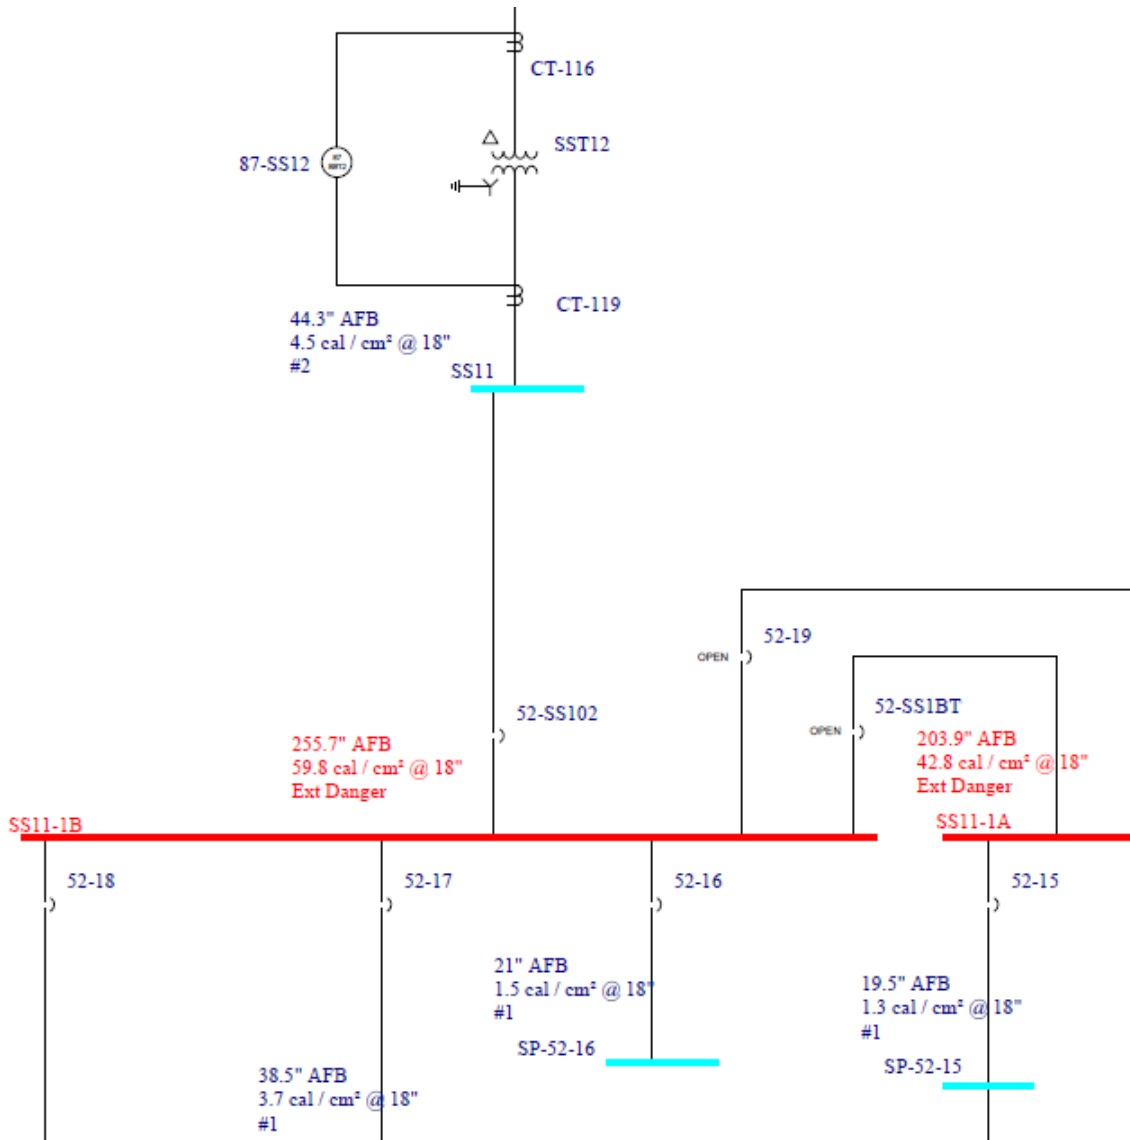 CT-116
SST12
87-SS12
87
CT-119
44.3" AFB
4.5 cal / cm² @ 18"
#2
SS11
52-19
OPEN
52-SS102
52-SS1BT
OPEN
255.7" AFB
59.8 cal / cm² @ 18"
Ext Danger
203.9" AFB
42.8 cal / cm² @ 18"
Ext Danger
SS11-1B
SS11-1A
52-18
52-17
52-16
52-15
21" AFB
1.5 cal / cm² @ 18"
#1
19.5" AFB
1.3 cal / cm² @ 18"
#1
SP-52-16
SP-52-15
38.5" AFB
3.7 cal / cm² @ 18"
#1